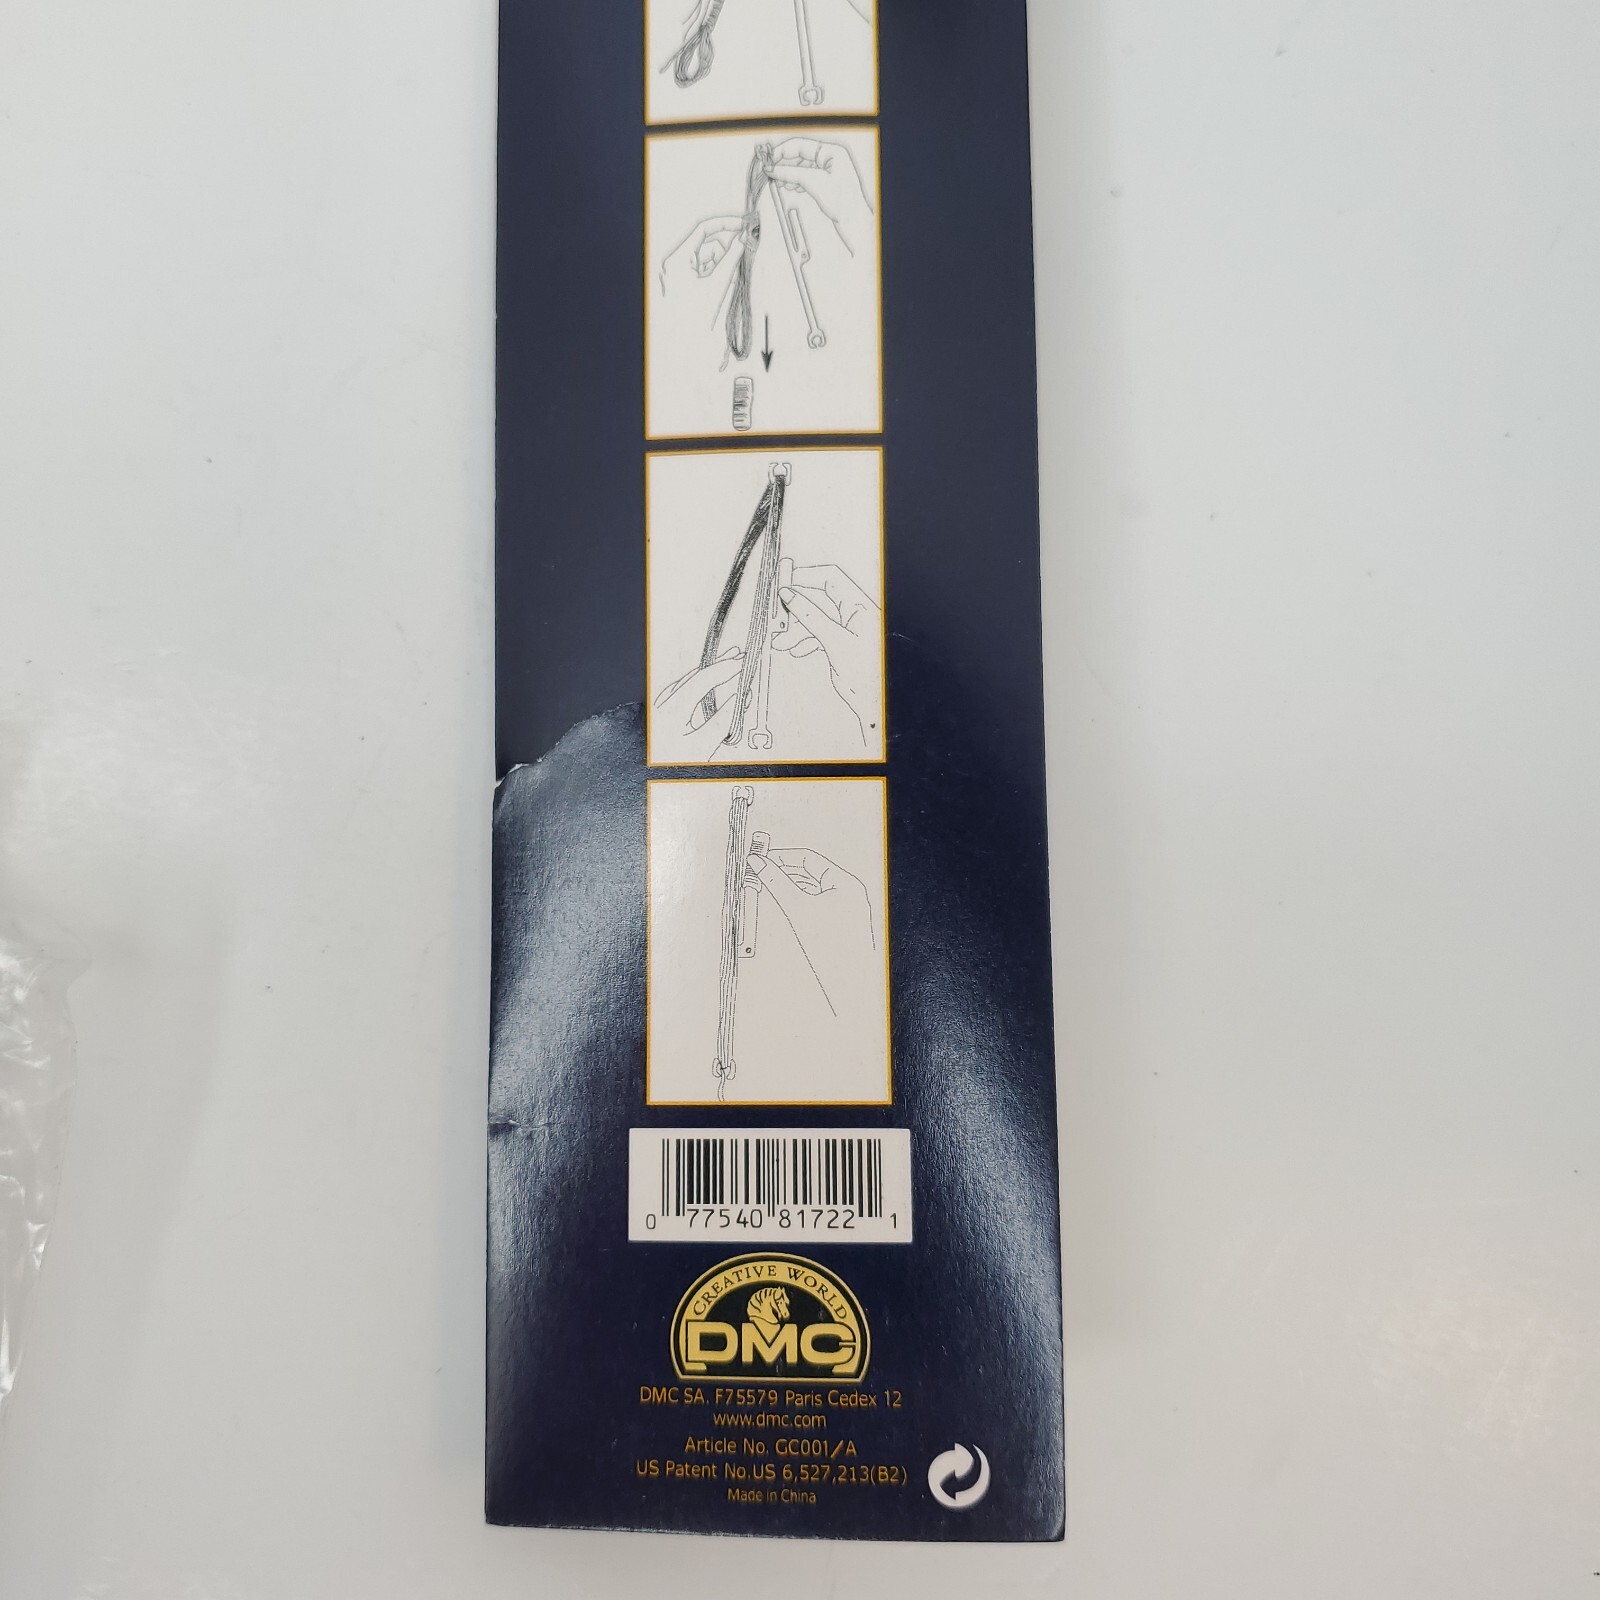 0 77540 81722 1
CREATIVE WORLD
DMC
DMC SA. F75579 Paris Cedex 12
www.dmc.com
Article No. GC001/A
US Patent No.US 6,527,213(B2)
Made in China